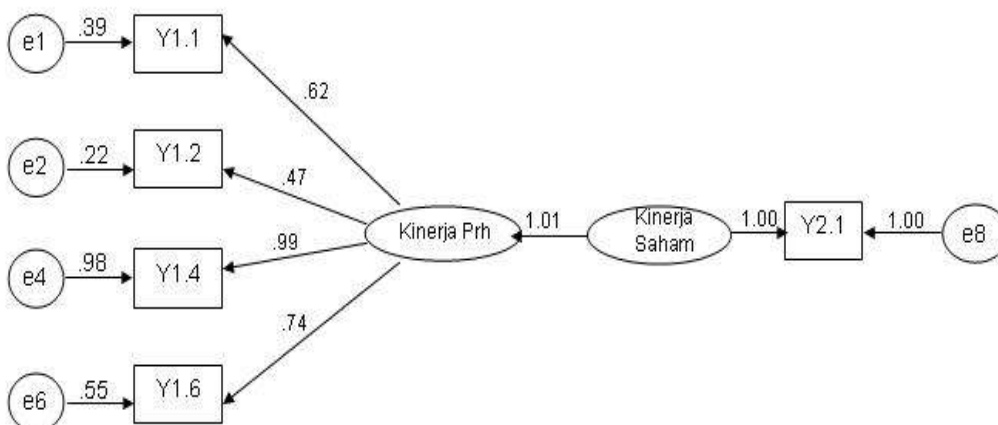 e1
.39
Y1.1
.62
e2
.22
Y1.2
.47
Kinerja Prh
1.01
Kinerja
Saham
1.00
Y2.1
1.00
e8
e4
.98
Y1.4
.99
.74
e6
.55
Y1.6